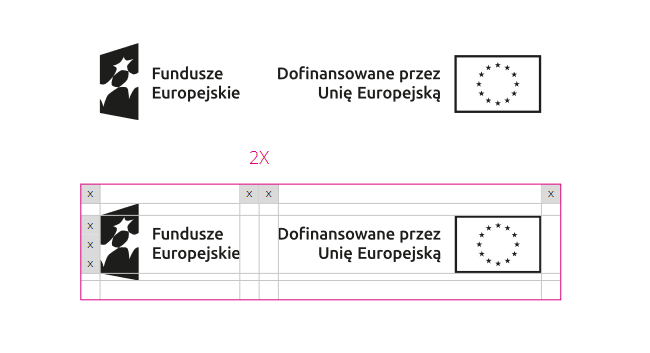 Fundusze
Europejskie
Dofinansowane przez
Unię Europejską
2X
x
x x
x
x
x
x
Fundusze
Europejskie
Dofinansowane przez
Unię Europejską